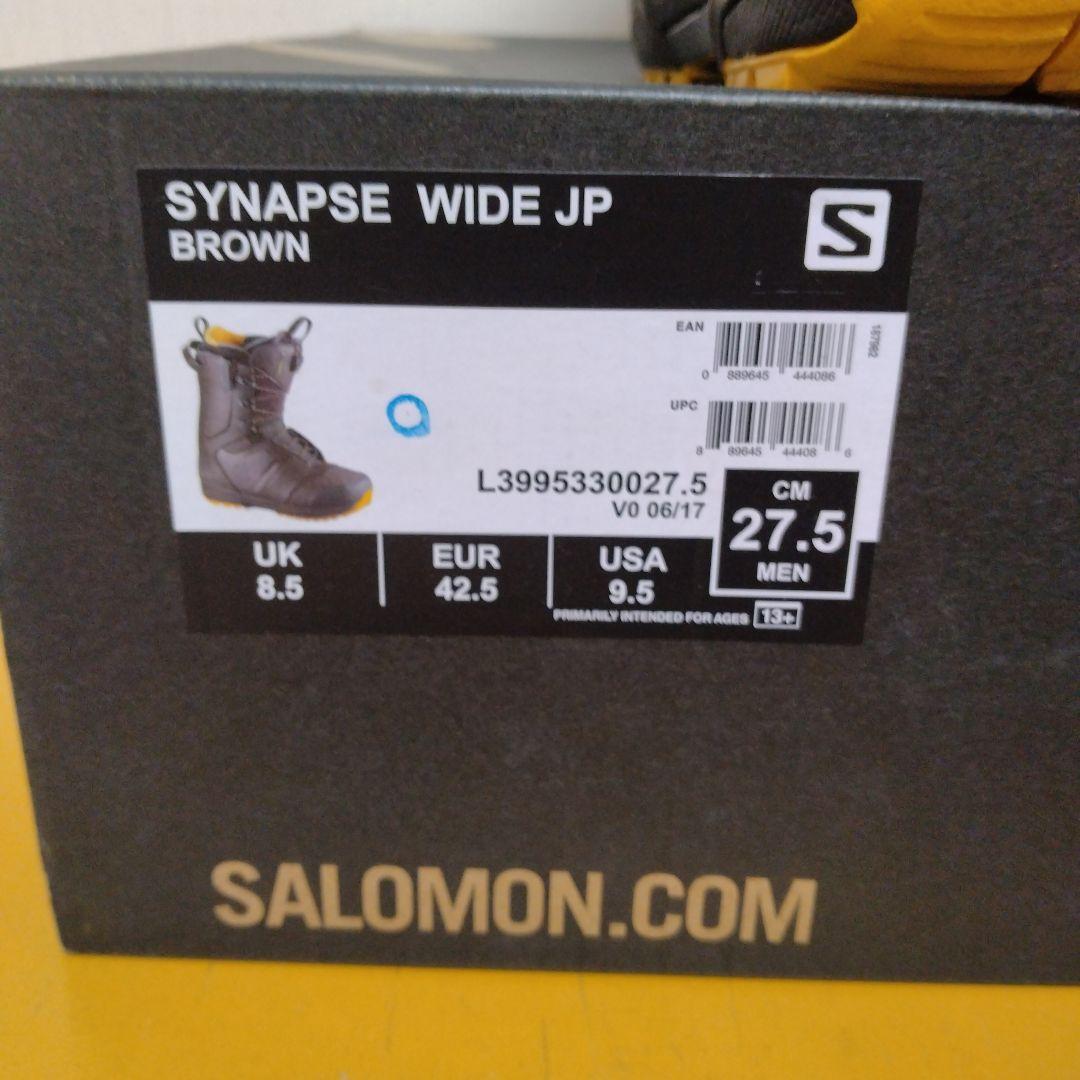 SYNAPSE WIDE JP
BROWN
S
EAN
0 889645 444086
187982
UPC
8 89645 44408 6
L3995330027.5
V0 06/17
CM
27.5
MEN
UK
8.5
EUR
42.5
USA
9.5
PRIMARILY INTENDED FOR AGES 13+
SALOMON.COM